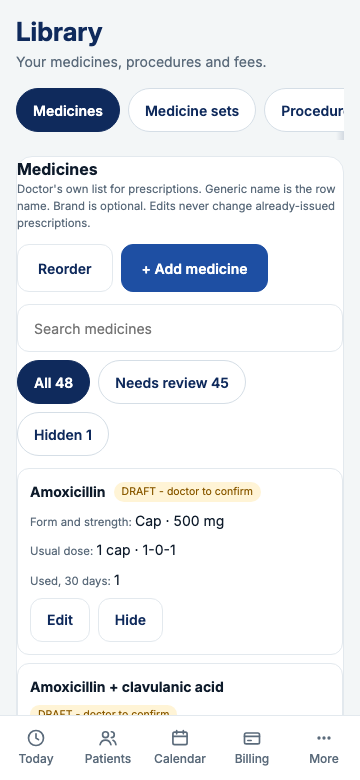 Library
Your medicines, procedures and fees.
Medicines
Medicine sets
Medicines
Doctor's own list for prescriptions. Generic name is the row
name. Brand is optional. Edits never change already-issued
prescriptions.
Reorder
+ Add medicine
Search medicines
All 48
Needs review 45
Hidden 1
Amoxicillin DRAFT - doctor to confirm
Form and strength: Cap · 500 mg
Usual dose: 1 cap · 1-0-1
Used, 30 days: 1
Edit
Hide
Amoxicillin + clavulanic acid
DRAFT - doctor to confirm
Today
Patients
Calendar
Billing
More